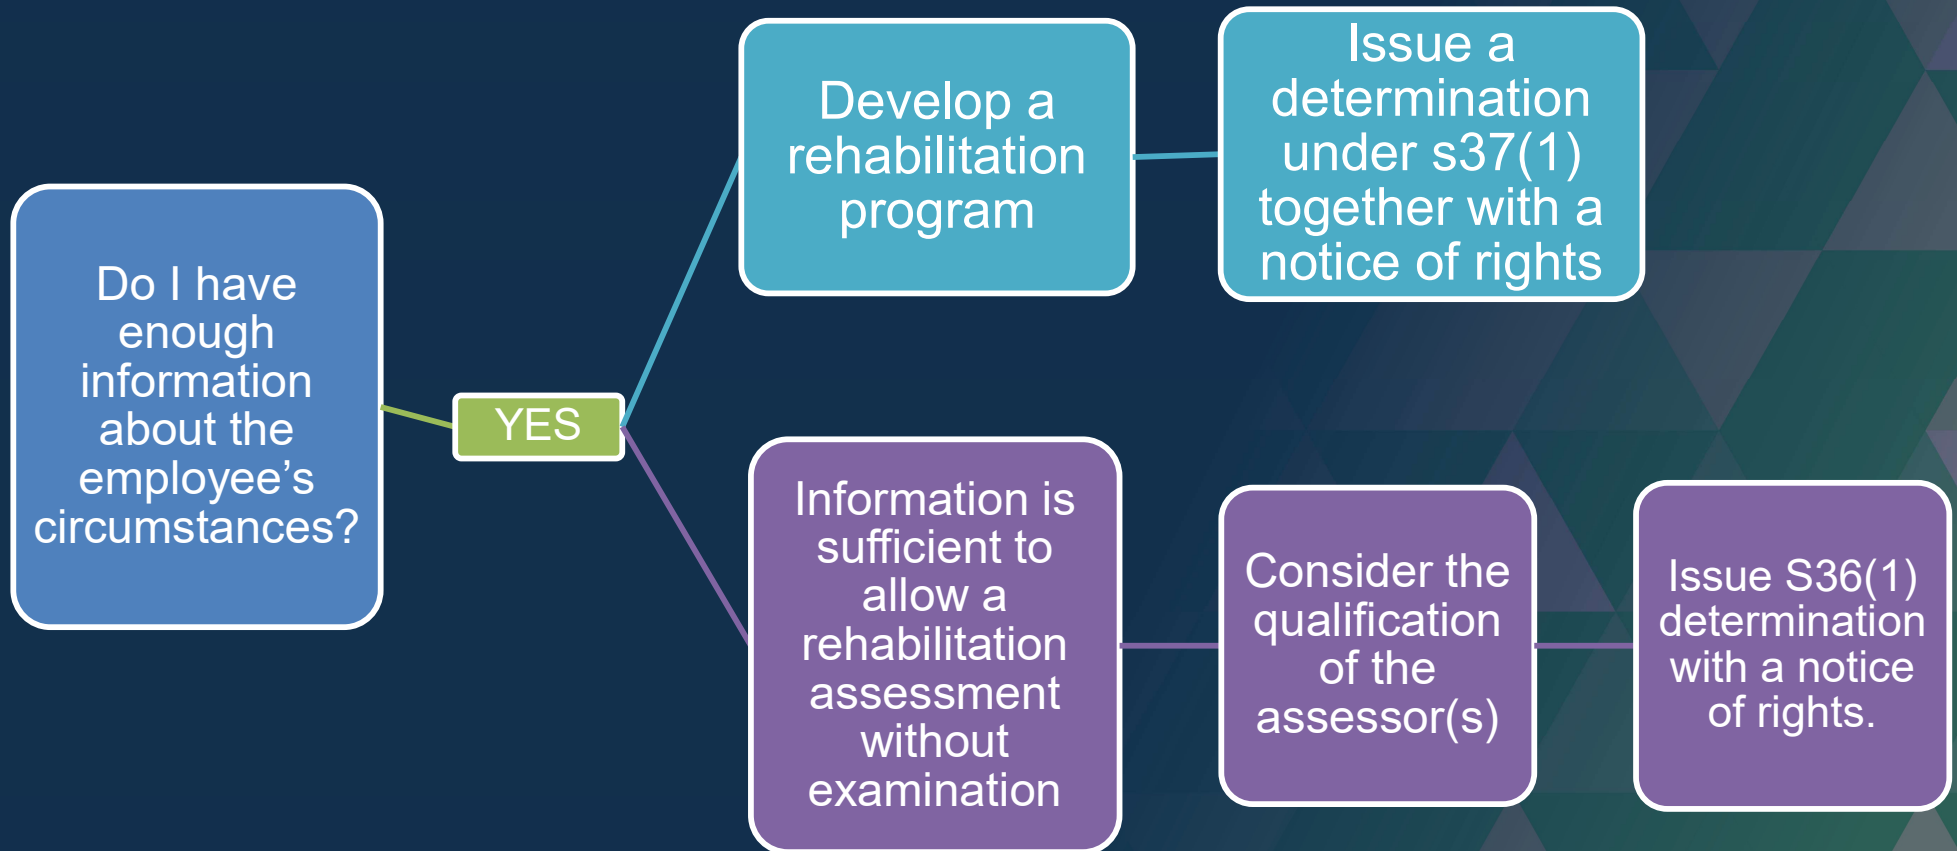 Do I have
enough
information
about the
employee’s
circumstances?
YES
Develop a
rehabilitation
program
Issue a
determination
under s37(1)
together with a
notice of rights
Information is
sufficient to
allow a
rehabilitation
assessment
without
examination
Consider the
qualification
of the
assessor(s)
Issue S36(1)
determination
with a notice
of rights.